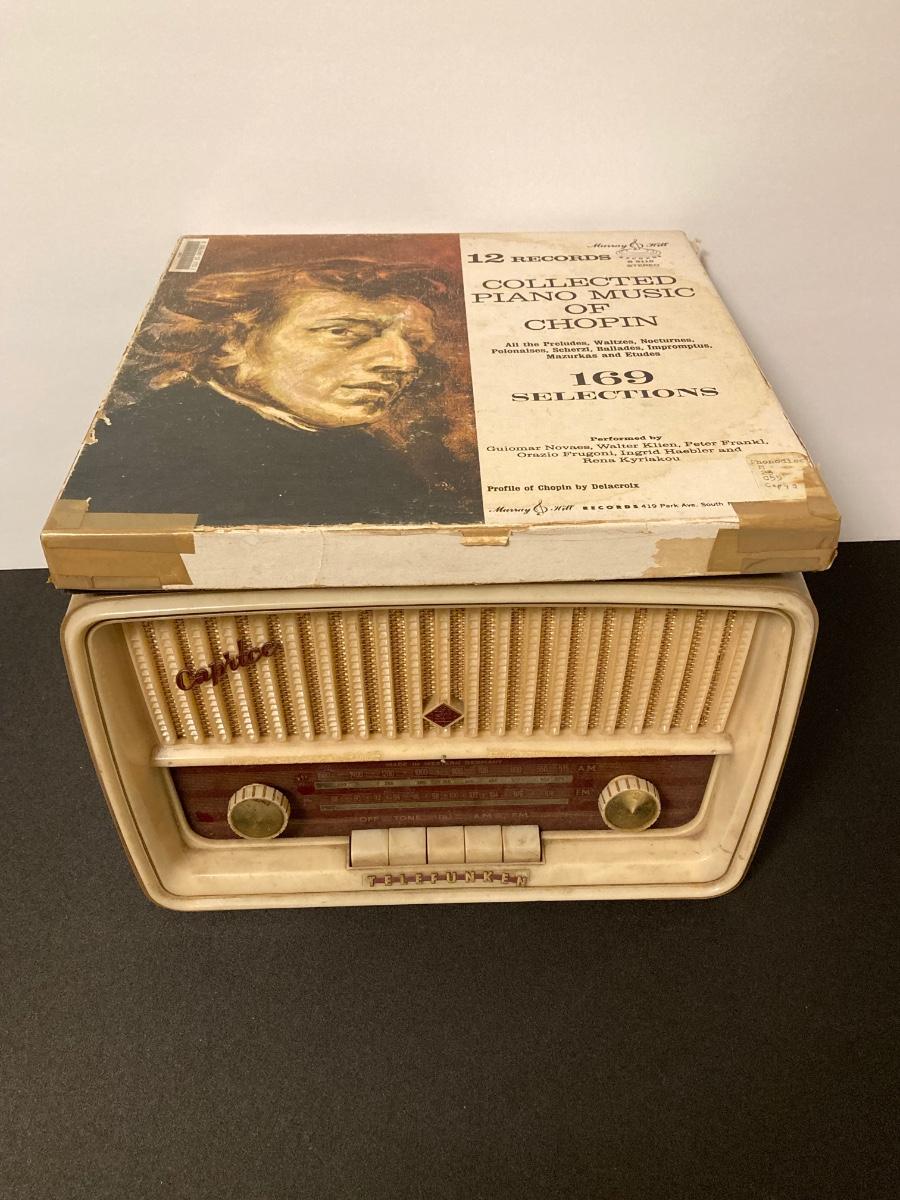 12 RECORDS
Murray Hill
RECORDS
STEREO
COLLECTED
PIANO MUSIC
OF
CHOPIN
All the Preludes, Waltzes, Nocturnes,
Polonaises, Scherzi, Ballades, Impromptus,
Mazurkas and Etudes
169
SELECTIONS
Performed by
Guiomar Novaes, Walter Klien, Peter Frankl,
Orazio Frugoni, Ingrid Haebler and
Rena Kyriakou
Phonodisc
Profile of Chopin by Delacroix
Murray Hill RECORDS 419 Park Ave. South
Caprice
MADE IN WESTERN GERMANY
AM
FM
OFF TONE AM FM
TELEFUNKEN